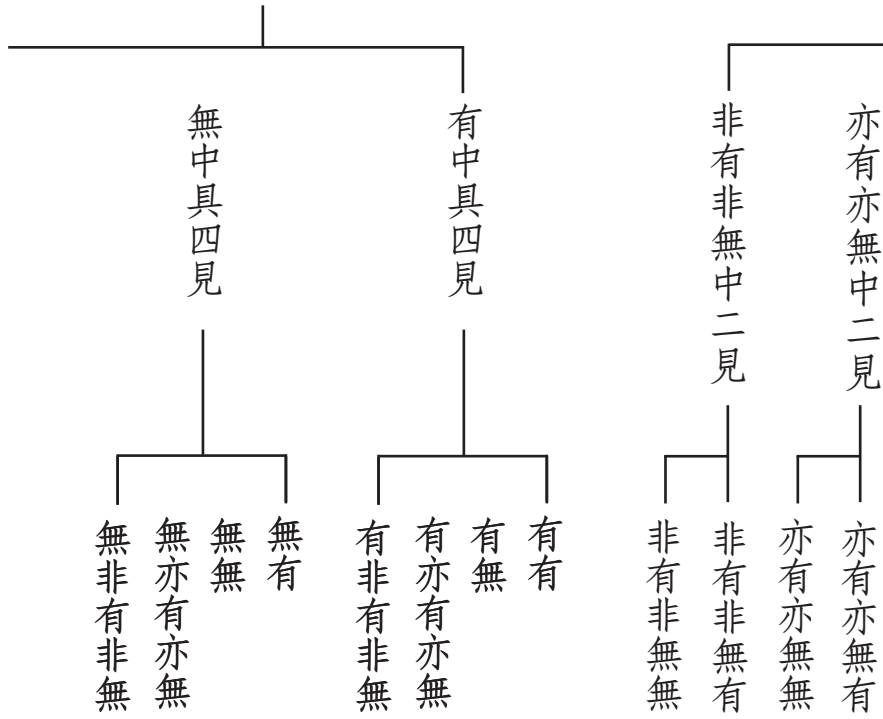 亦有亦無中二見
非有非無中二見
有中具四見
無中具四見
亦有亦無有
亦有亦無無
非有非無有
非有非無無
有有
有無
有亦有亦無
有非有非無
無有
無無
無亦有亦無
無非有非無